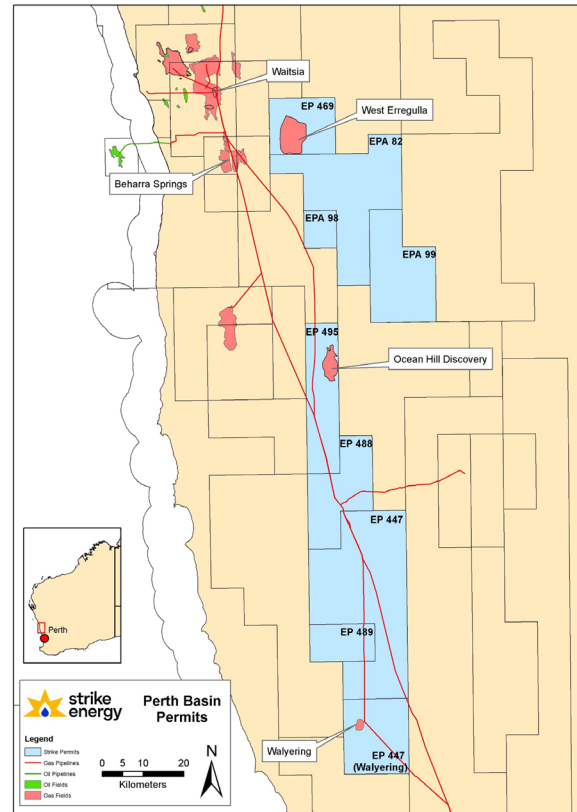 Waitsia
EP 469
West Erregulla
EPA 82
Beharra Springs
EPA 98
EPA 99
EP 495
Ocean Hill Discovery
EP 488
EP 447
Perth
EP 489
strike
energy
Perth Basin
Permits
Legend
Strike Permits
Gas Pipelines
Oil Pipelines
Oil Fields
Gas Fields
0 5 10 20
Kilometers
N
Walyering
EP 447
(Walyering)